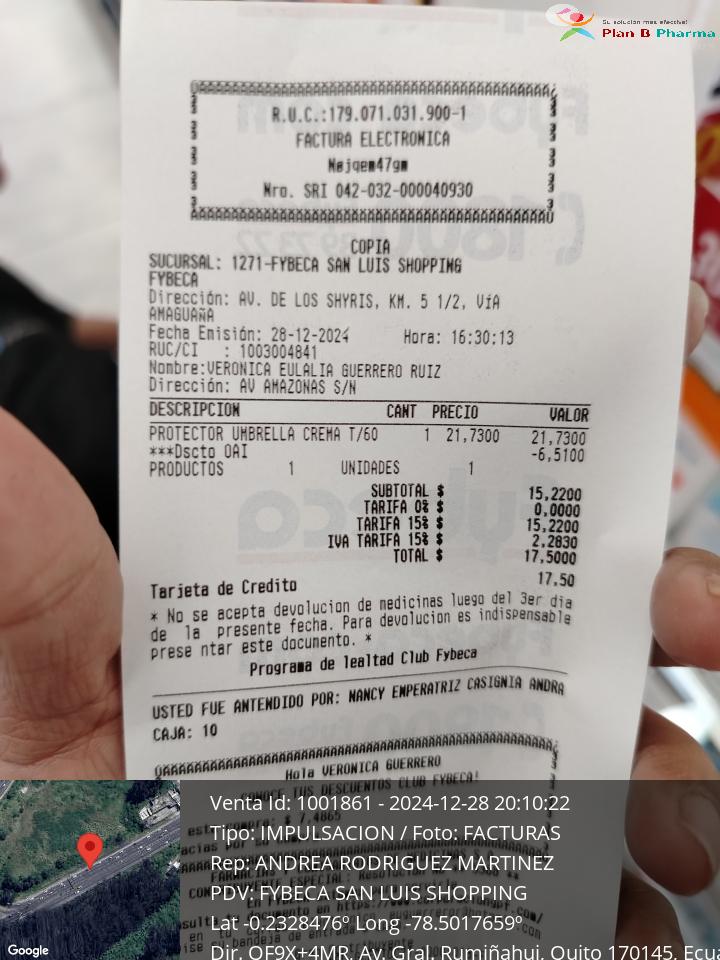 Su solución mas efectiva!
Plan B Pharma
R.U.C.:179.071.031.900-1
FACTURA ELECTRONICA
Nro. SRI 042-032-000040930
COPIA
SUCURSAL: 1271-FYBECA SAN LUIS SHOPPING
FYBECA
Dirección: AV. DE LOS SHYRIS, KM. 5 1/2, VíA
AMAGUAñA
Fecha Emisión: 28-12-2024 Hora: 16:30:13
RUC/CI : 1003004841
Nombre:VERONICA EULALIA GUERRERO RUIZ
Dirección: AV AMAZONAS S/N
DESCRIPCION CANT PRECIO VALOR
PROTECTOR UMBRELLA CREMA T/60 1 21,7300 21,7300
***Dscto OAI -6,5100
PRODUCTOS 1 UNIDADES 1
SUBTOTAL $ 15,2200
TARIFA 0% $ 0,0000
TARIFA 15% $ 15,2200
IVA TARIFA 15% $ 2,2830
TOTAL $ 17,5000
Tarjeta de Credito 17.50
* No se acepta devolucion de medicinas luego del 3er dia
de la presente fecha. Para devolucion es indispensable
prese ntar este documento. *
Programa de lealtad Club Fybeca
USTED FUE ANTENDIDO POR: NANCY EMPERATRIZ CASIGNIA ANDRA
CAJA: 10
Hola VERONICA GUERRERO
CONOCE TUS DESCUENTOS CLUB FYBECA!
Venta Id: 1001861 - 2024-12-28 20:10:22
Tipo: IMPULSACION / Foto: FACTURAS
Rep: ANDREA RODRIGUEZ MARTINEZ
PDV: FYBECA SAN LUIS SHOPPING
Lat -0.2328476º Long -78.5017659º
Dir. QF9X+4MR, Av. Gral. Rumiñahui, Quito 170145, Ecua
Google